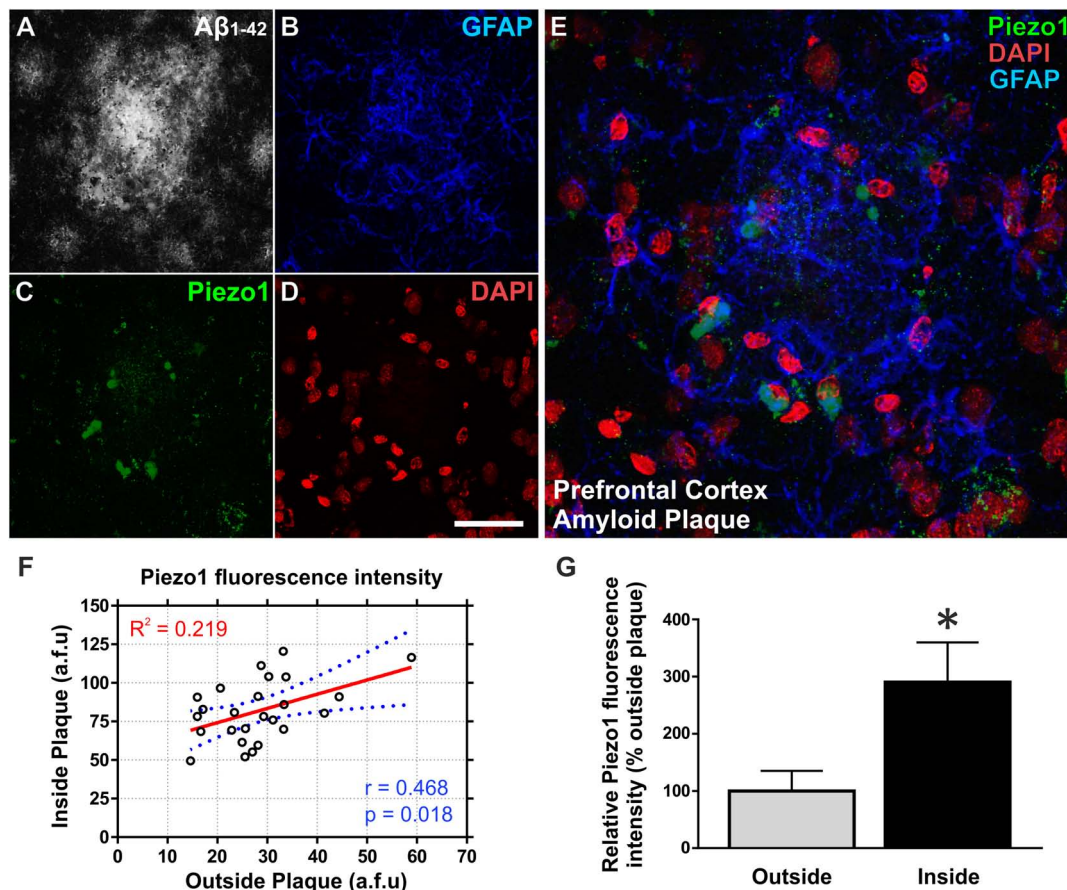 A
Aβ1-42
B
GFAP
C
Piezo1
D
DAPI
E
Piezo1
DAPI
GFAP
Prefrontal Cortex
Amyloid Plaque
F
Piezo1 fluorescence intensity
R² = 0.219
r = 0.468
p = 0.018
Inside Plaque (a.f.u)
150
125
100
75
50
25
0
0 10 20 30 40 50 60 70
Outside Plaque (a.f.u)
G
Relative Piezo1 fluorescence
intensity (% outside plaque)
400
300
200
100
0
*
Outside Inside